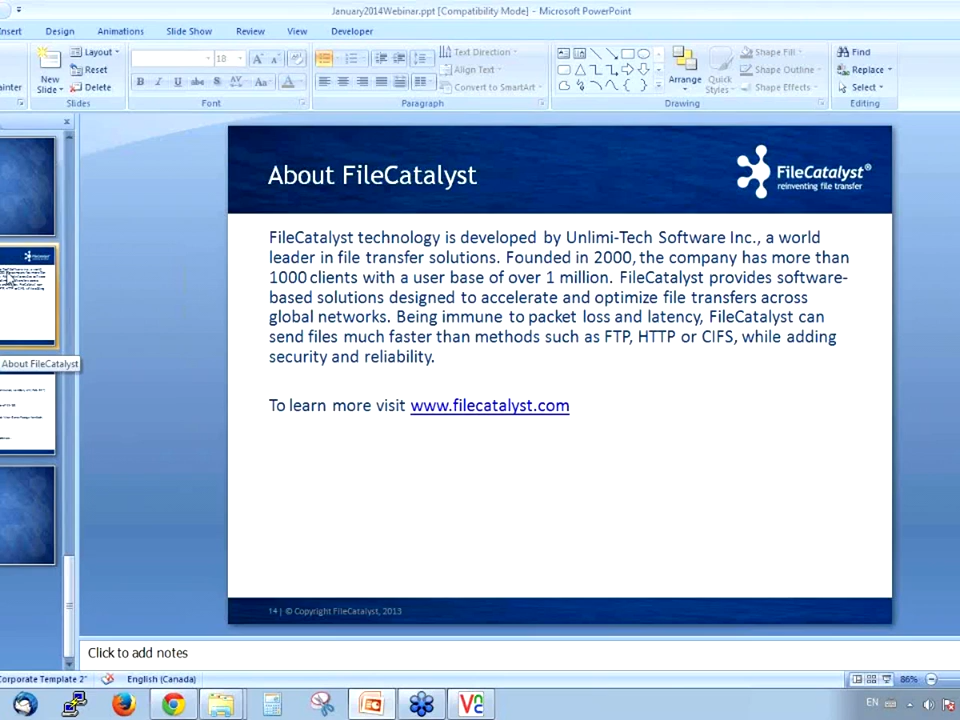 January2014Webinar.ppt [Compatibility Mode] - Microsoft PowerPoint
Insert Design Animations Slide Show Review View Developer
Layout
Reset
New Slide
Delete
18
Text Direction
Align Text
Convert to SmartArt
Arrange
Quick Styles
Shape Fill
Shape Outline
Shape Effects
Find
Replace
Select
Slides Font Paragraph Drawing Editing
About FileCatalyst
FileCatalyst®
reinventing file transfer
FileCatalyst technology is developed by Unlimi-Tech Software Inc., a world
leader in file transfer solutions. Founded in 2000, the company has more than
1000 clients with a user base of over 1 million. FileCatalyst provides software-
based solutions designed to accelerate and optimize file transfers across
global networks. Being immune to packet loss and latency, FileCatalyst can
send files much faster than methods such as FTP, HTTP or CIFS, while adding
security and reliability.
To learn more visit www.filecatalyst.com
14 | © Copyright FileCatalyst, 2013
About FileCatalyst
Click to add notes
Corporate Template 2"
English (Canada)
86%
EN